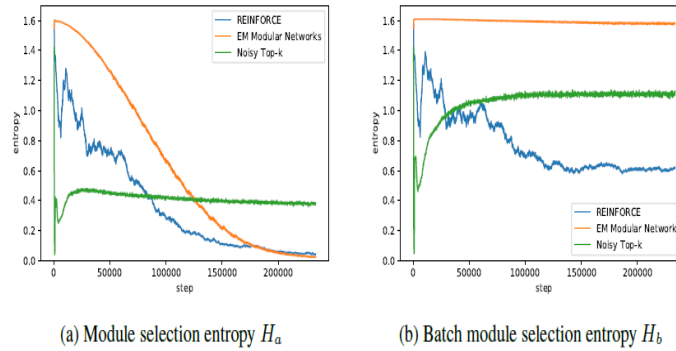 REINFORCE
EM Modular Networks
Noisy Top-k
1.6
1.4
1.2
1.0
0.8
0.6
0.4
0.2
0.0
entropy
0
50000
100000
150000
200000
step
(a) Module selection entropy H_a
1.6
1.4
1.2
1.0
0.8
0.6
0.4
0.2
0.0
entropy
REINFORCE
EM Modular Networks
Noisy Top-k
0
50000
100000
150000
200000
step
(b) Batch module selection entropy H_b